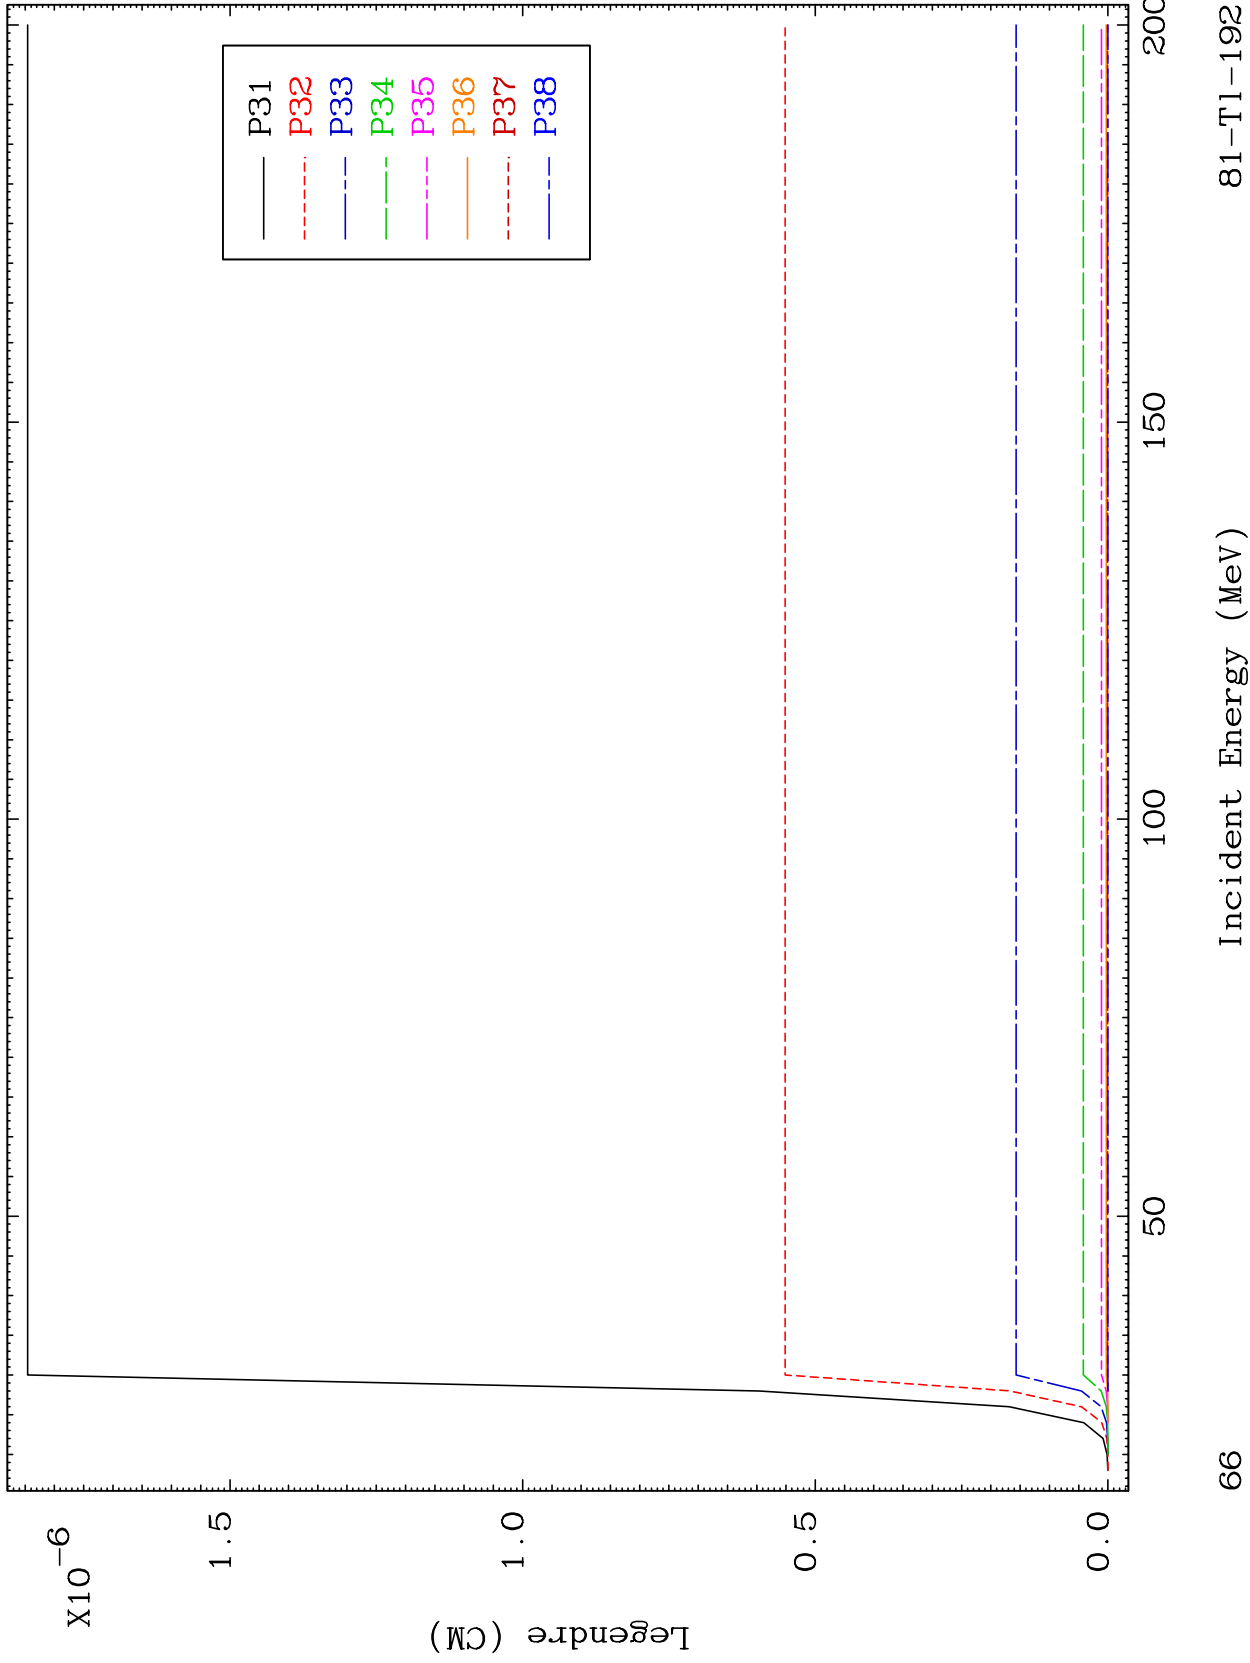 X10-6
1.5
1.0
0.5
0.0
Legendre (CM)
P31
P32
P33
P34
P35
P36
P37
P38
50
100
150
200
Incident Energy (MeV)
66
81-Tl-192